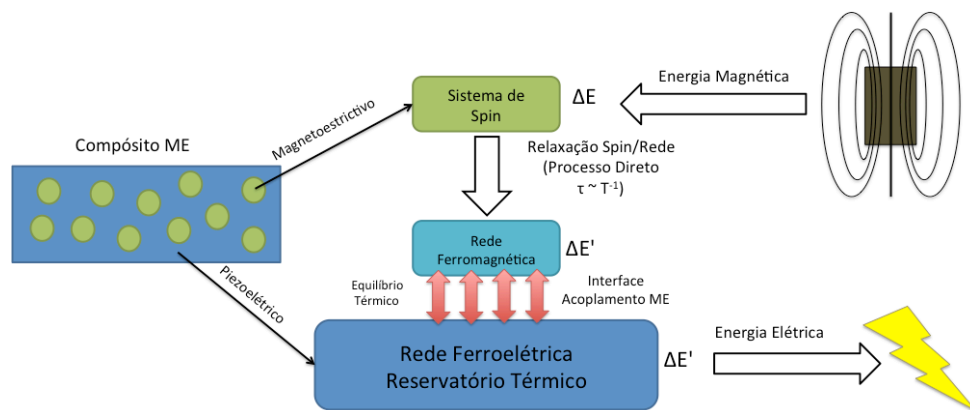 Energia Magnética
Sistema de
Spin
ΔE
Magnetoestrictivo
Compósito ME
Relaxação Spin/Rede
(Processo Direto
τ ~ T-1)
Rede
Ferromagnética
ΔE'
Equilíbrio
Térmico
Interface
Acoplamento ME
Piezoelétrico
Rede Ferroelétrica
Reservatório Térmico
ΔE'
Energia Elétrica